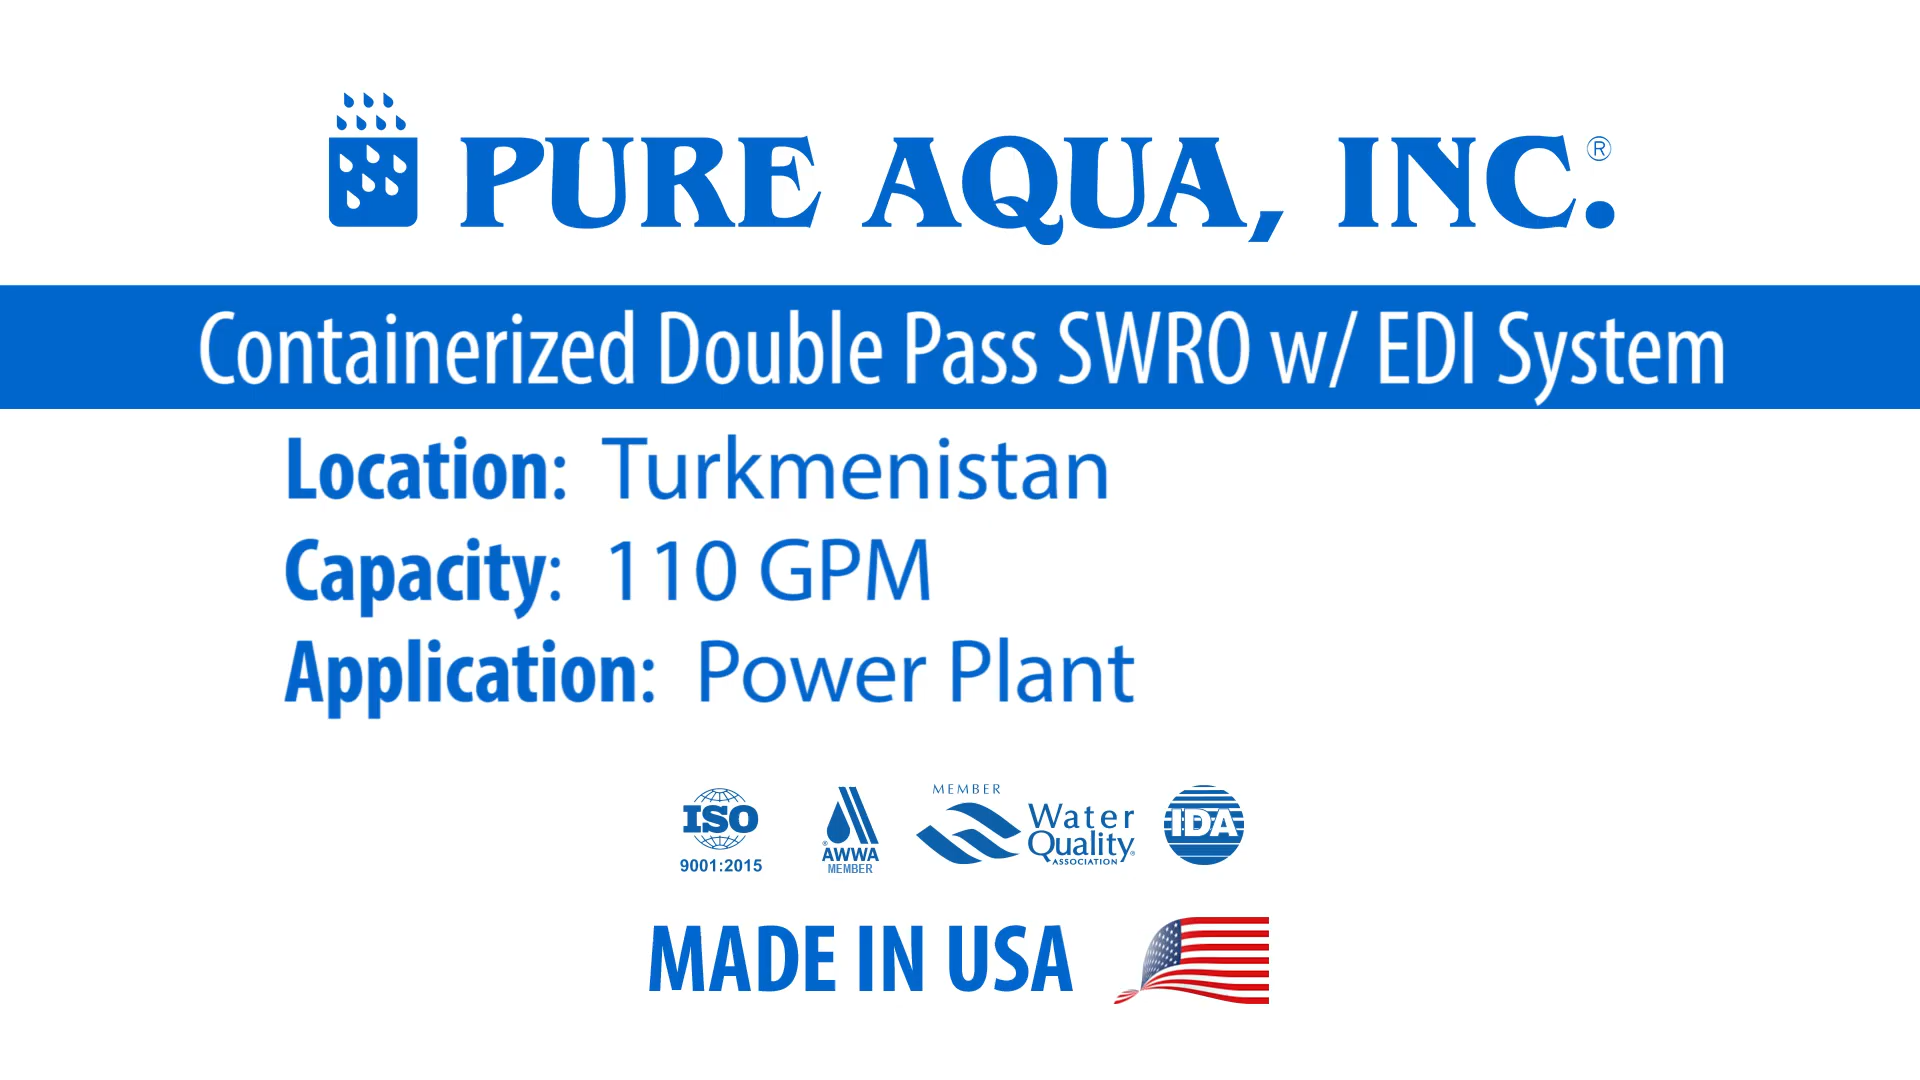 PURE AQUA, INC.®
Containerized Double Pass SWRO w/ EDI System
Location: Turkmenistan
Capacity: 110 GPM
Application: Power Plant
ISO
9001:2015
®
AWWA
MEMBER
MEMBER
Water
Quality®
ASSOCIATION
IDA
MADE IN USA